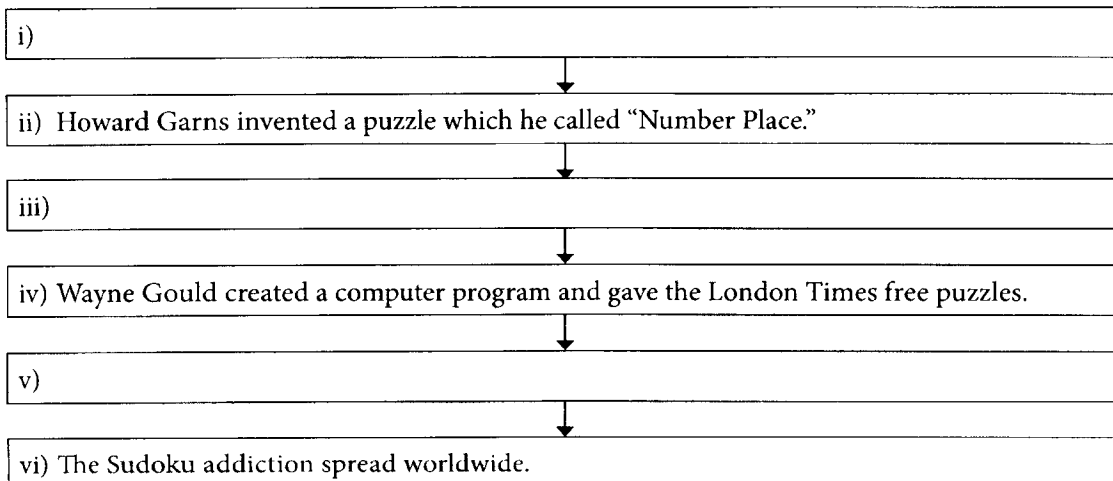 i)
ii) Howard Garns invented a puzzle which he called “Number Place.”
iii)
iv) Wayne Gould created a computer program and gave the London Times free puzzles.
v)
vi) The Sudoku addiction spread worldwide.